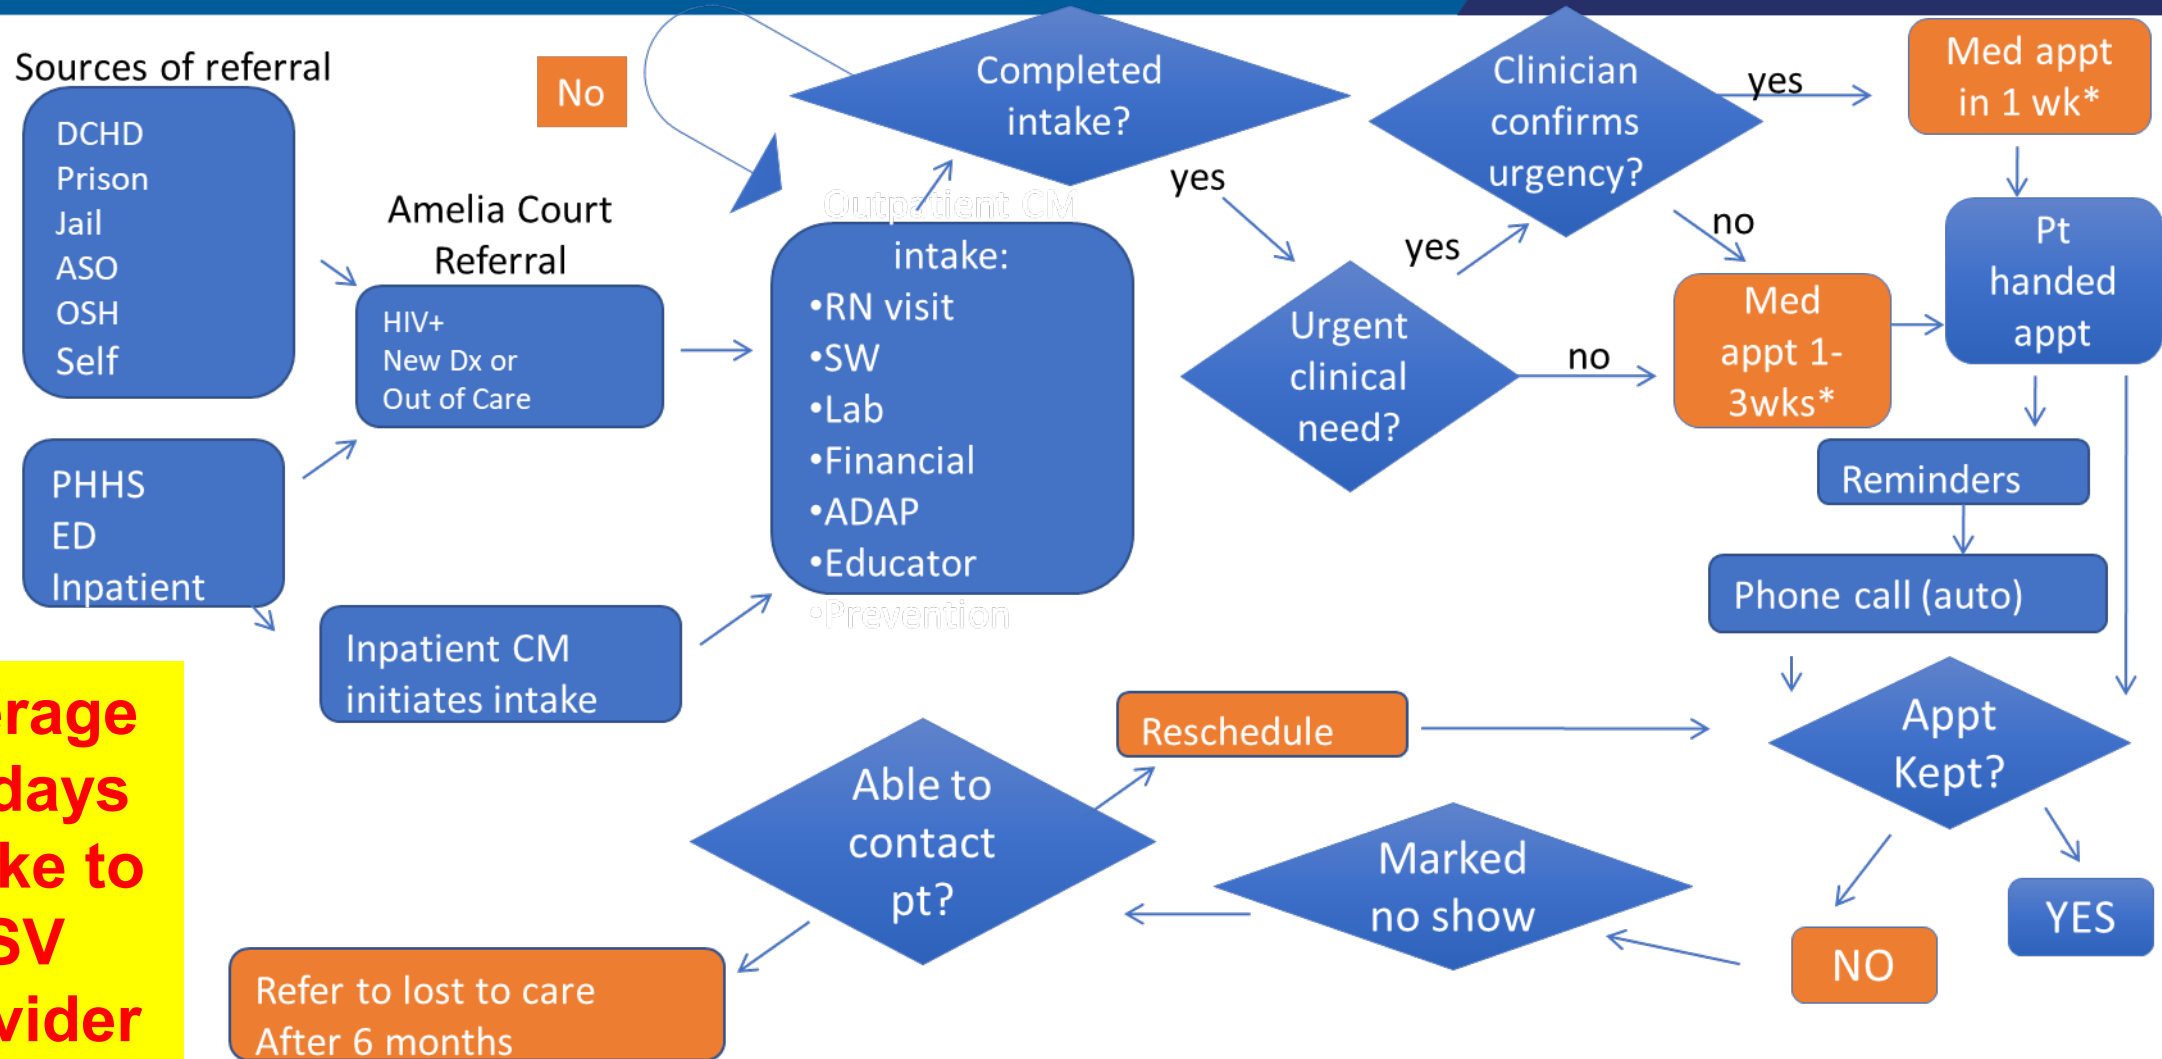 Sources of referral
DCHD
Prison
Jail
ASO
OSH
Self
PHHS
ED
Inpatient
Amelia Court
Referral
HIV+
New Dx or
Out of Care
Inpatient CM
initiates intake
No
Outpatient CM
intake:
•RN visit
•SW
•Lab
•Financial
•ADAP
•Educator
•Prevention
Completed
intake?
yes
Urgent
clinical
need?
yes
no
Clinician
confirms
urgency?
yes
no
Med appt
in 1 wk*
Med
appt 1-
3wks*
Pt
handed
appt
Reminders
Phone call (auto)
Appt
Kept?
YES
NO
Marked
no show
Able to
contact
pt?
Reschedule
Refer to lost to care
After 6 months
erage
days
ke to
SV
vider